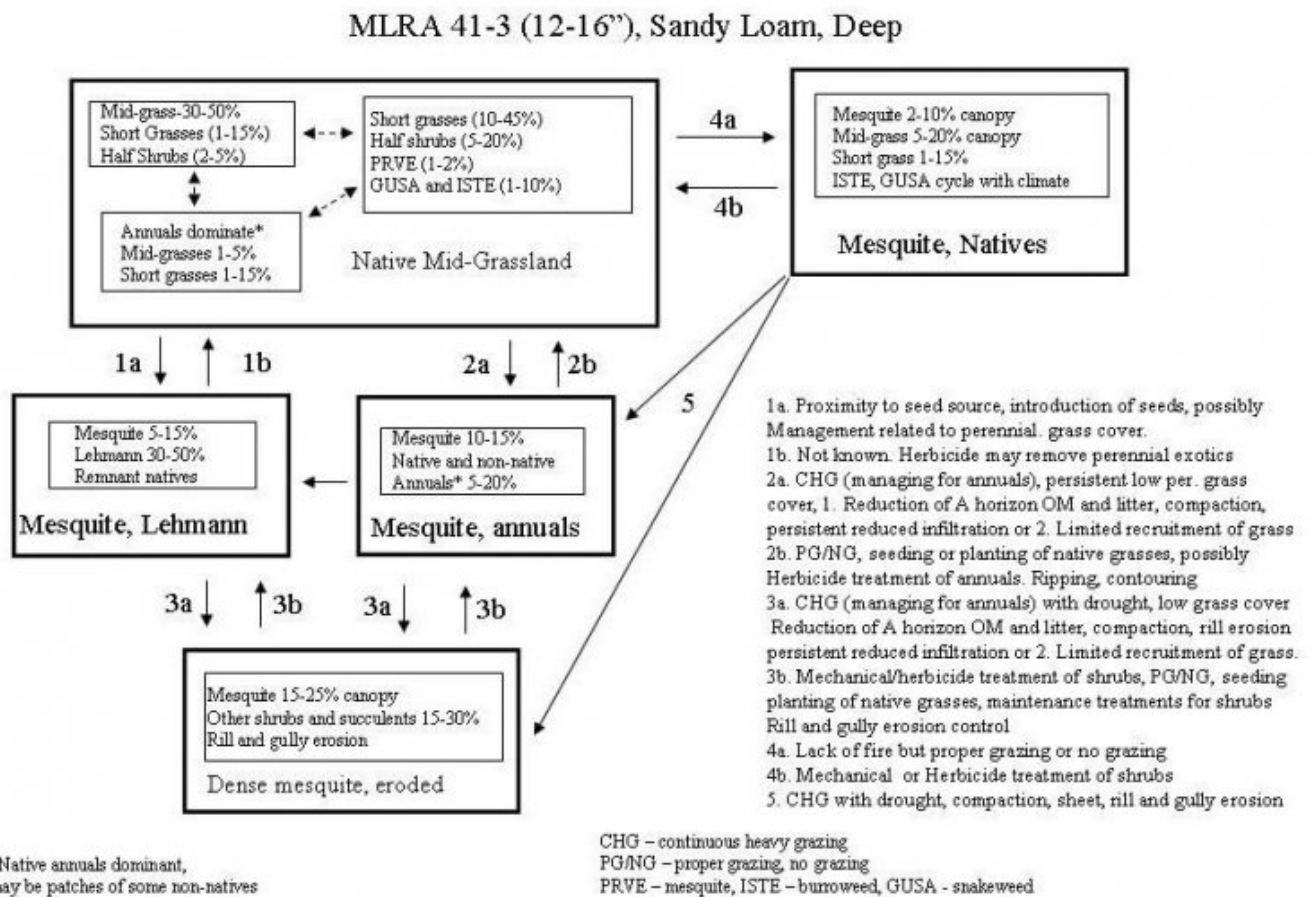 MLRA 41-3 (12-16”), Sandy Loam, Deep
Mid-grass-30-50%
Short Grasses (1-15%)
Half Shrubs (2-5%)
Short grasses (10-45%)
Half shrubs (5-20%)
PRVE (1-2%)
GUSA and ISTE (1-10%)
Annuals dominate*
Mid-grasses 1-5%
Short grasses 1-15%
Native Mid-Grassland
4a
4b
Mesquite 2-10% canopy
Mid-grass 5-20% canopy
Short grass 1-15%
ISTE, GUSA cycle with climate
Mesquite, Natives
1a
1b
2a
2b
5
Mesquite 5-15%
Lehmann 30-50%
Remnant natives
Mesquite, Lehmann
Mesquite 10-15%
Native and non-native
Annuals* 5-20%
Mesquite, annuals
3a
3b
3a
3b
Mesquite 15-25% canopy
Other shrubs and succulents 15-30%
Rill and gully erosion
Dense mesquite, eroded
1a. Proximity to seed source, introduction of seeds, possibly
Management related to perennial. grass cover.
1b. Not known. Herbicide may remove perennial exotics
2a. CHG (managing for annuals), persistent low per. grass
cover, 1. Reduction of A horizon OM and litter, compaction,
persistent reduced infiltration or 2. Limited recruitment of grass
2b. PG/NG, seeding or planting of native grasses, possibly
Herbicide treatment of annuals. Ripping, contouring
3a. CHG (managing for annuals) with drought, low grass cover
Reduction of A horizon OM and litter, compaction, rill erosion
persistent reduced infiltration or 2. Limited recruitment of grass.
3b. Mechanical/herbicide treatment of shrubs, PG/NG, seeding
planting of native grasses, maintenance treatments for shrubs
Rill and gully erosion control
4a. Lack of fire but proper grazing or no grazing
4b. Mechanical or Herbicide treatment of shrubs
5. CHG with drought, compaction, sheet, rill and gully erosion
Native annuals dominant,
may be patches of some non-natives
CHG – continuous heavy grazing
PG/NG – proper grazing, no grazing
PRVE – mesquite, ISTE – burroweed, GUSA - snakeweed